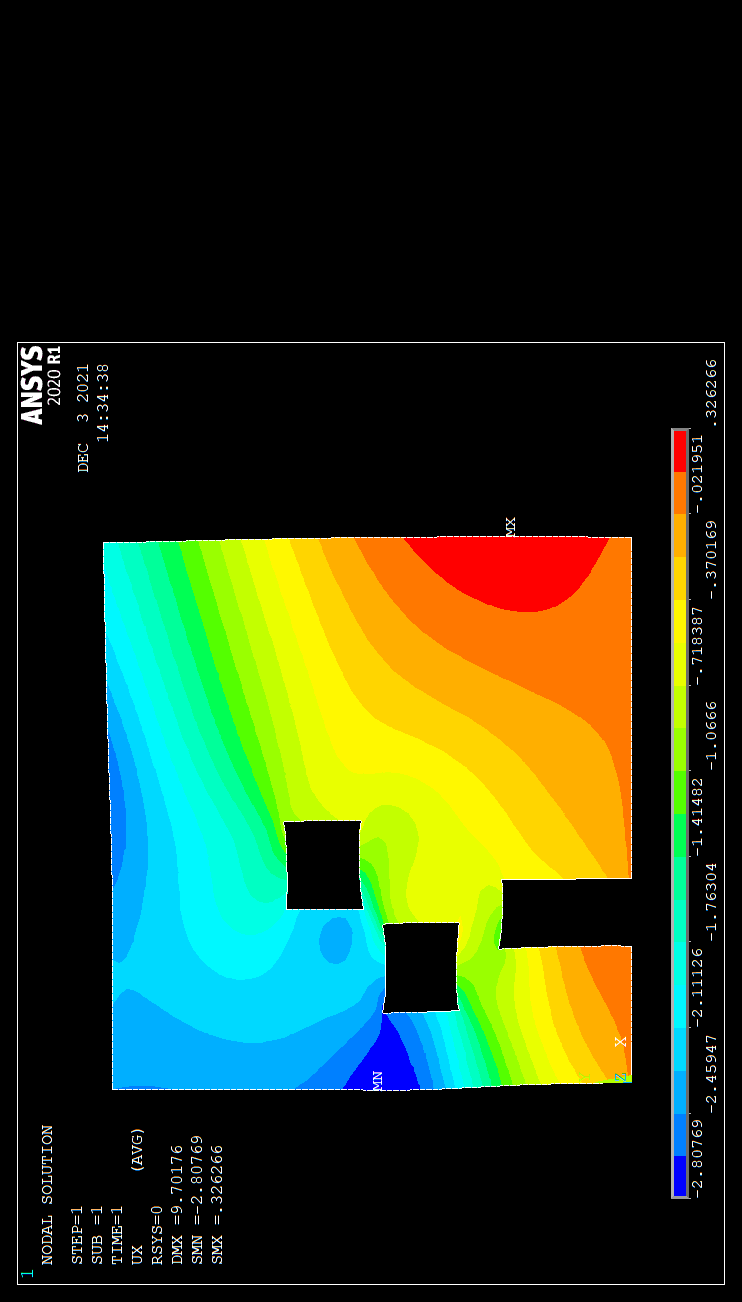 1
NODAL SOLUTION
STEP=1
SUB =1
TIME=1
UX (AVG)
RSYS=0
DMX =9.70176
SMN =-2.80769
SMX =.326266
ANSYS
2020 R1
DEC 3 2021
14:34:38
MN
MX
X
Z
-2.80769
-2.45947
-2.11126
-1.76304
-1.41482
-1.0666
-.718387
-.370169
-.021951
.326266